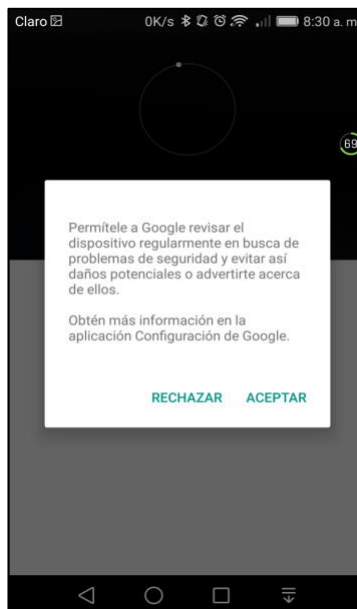 Claro 0K/s 8:30 a. m
69
Permítele a Google revisar el
dispositivo regularmente en busca de
problemas de seguridad y evitar así
daños potenciales o advertirte acerca
de ellos.
Obtén más información en la
aplicación Configuración de Google.
RECHAZAR ACEPTAR